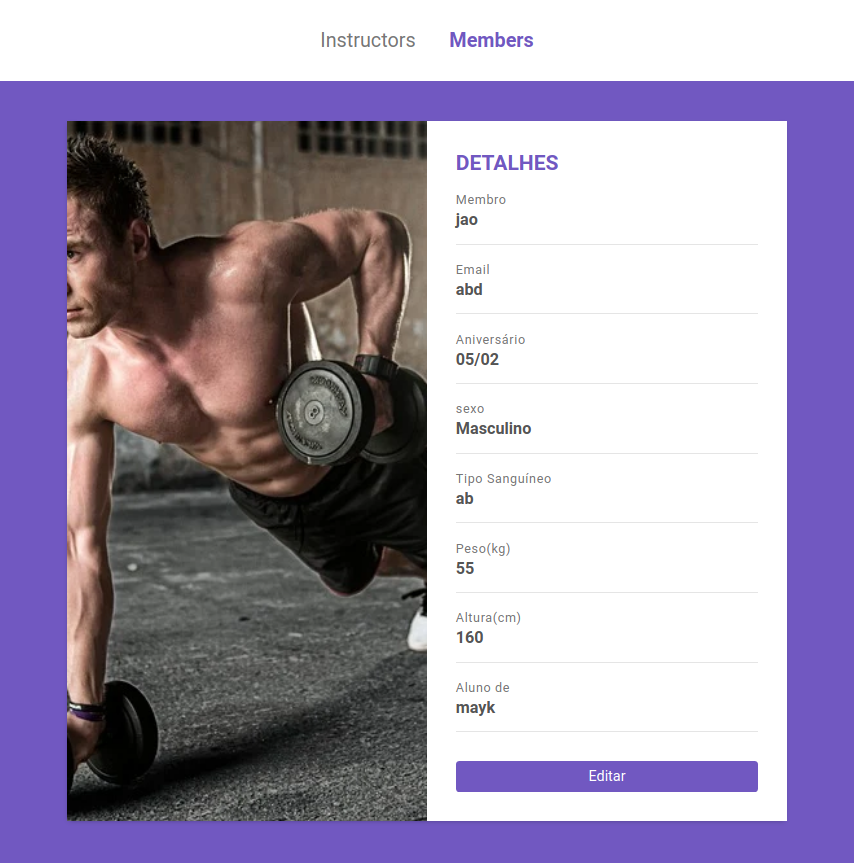 Instructors Members
DETALHES
Membro
jao
Email
abd
Aniversário
05/02
sexo
Masculino
Tipo Sanguíneo
ab
Peso(kg)
55
Altura(cm)
160
Aluno de
mayk
Editar